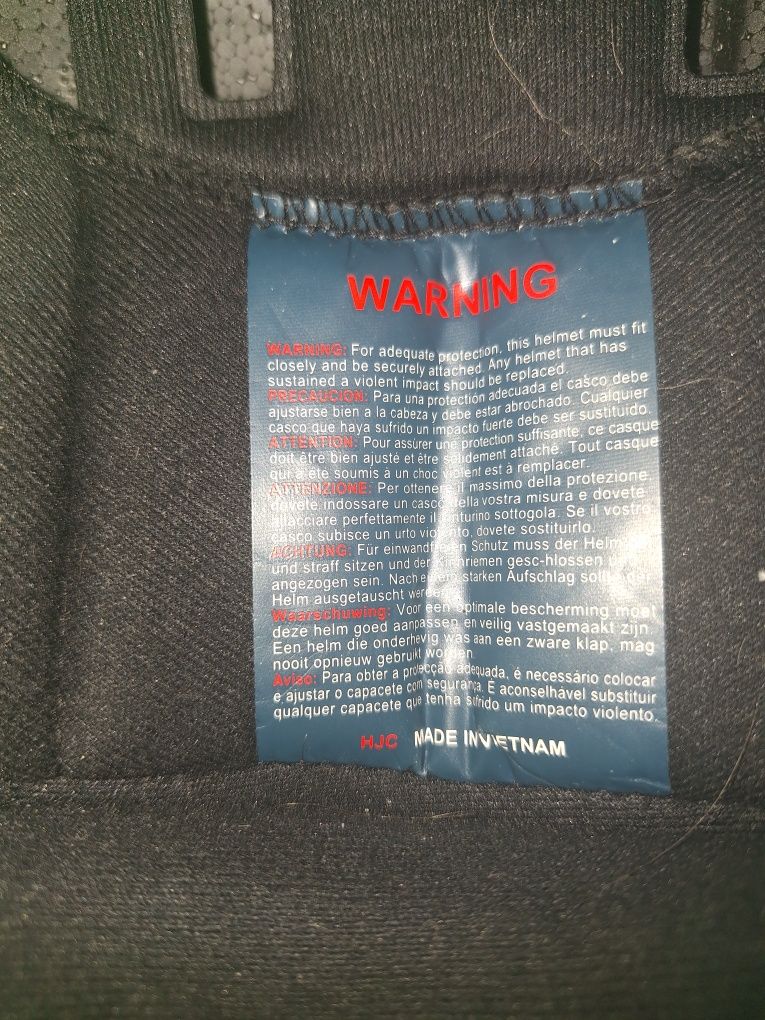 WARNING
WARNING: For adequate protection, this helmet must fit
closely and be securely attached. Any helmet that has
sustained a violent impact should be replaced.
PRECAUCION: Para una protección adecuada el casco debe
ajustarse bien a la cabeza y debe estar abrochado. Cualquier
casco que haya sufrido un impacto fuerte debe ser sustituido.
ATTENTION: Pour assurer une protection suffisante, ce casque
doit être bien ajusté et être solidement attaché. Tout casque
qui a été soumis à un choc violent est à remplacer.
ATTENZIONE: Per ottenere il massimo della protezione
dovete indossare un casco della vostra misura e dovete
allacciare perfettamente il sottogola. Se il vostro
casco subisce un urto violento, dovete sostituirlo.
ACHTUNG: Für Schutz muss der Helm
und straff sitzen und der Kinnriemen gesc-hlossen
angezogen sein. Nach starken Aufschlag sollte der
Helm ausgetauscht werden
Waarschuwing: Voor een optimale bescherming moet
deze helm goed aanpassen en veilig vastgemaakt zijn.
Een helm die onderhevig was aan een zware klap, mag
nooit opnieuw gebruikt worden
Aviso: Para obter a protecção adequada, é necessário colocar
e ajustar o capacete com segurança. É aconselhável substituir
qualquer capacete que tenha sufrido um impacto violento.
HJC MADE IN VIETNAM